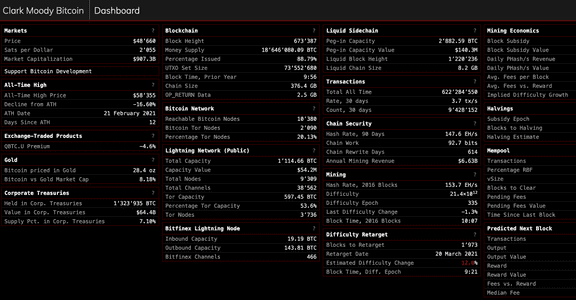 Clark Moody Bitcoin | Dashboard
Markets ?
Price $48'660
Sats per Dollar 2'055
Market Capitalization $907.3B
Support Bitcoin Development
All-Time High ?
All-Time High Price $58'355
Decline from ATH -16.60%
ATH Date 21 February 2021
Days Since ATH 12
Exchange-Traded Products ?
QBTC.U Premium -4.6%
Gold ?
Bitcoin priced in Gold 28.4 oz
Bitcoin vs Gold Market Cap 8.18%
Corporate Treasuries ?
Held in Corp. Treasuries 1'323'935 BTC
Value in Corp. Treasuries $64.4B
Supply Pct. in Corp. Treasuries 7.10%
Blockchain ?
Block Height 673'387
Money Supply 18'646'080.09 BTC
Percentage Issued 88.79%
UTXO Set Size 73'552'680
Block Time, Prior Year 9:56
Chain Size 376.4 GB
OP_RETURN Data 2.5 GB
Bitcoin Network ?
Reachable Bitcoin Nodes 10'380
Bitcoin Tor Nodes 2'090
Percentage Tor Nodes 20.13%
Lightning Network (Public) ?
Total Capacity 1'114.66 BTC
Capacity Value $54.2M
Total Nodes 9'309
Total Channels 38'562
Tor Capacity 597.45 BTC
Percentage Tor Capacity 53.6%
Tor Nodes 3'736
Bitfinex Lightning Node ?
Inbound Capacity 19.19 BTC
Outbound Capacity 143.81 BTC
Bitfinex Channels 466
Liquid Sidechain ?
Peg-in Capacity 2'882.59 BTC
Peg-in Capacity Value $140.3M
Liquid Block Height 1'220'236
Liquid Chain Size 8.2 GB
Transactions ?
Total All Time 622'284'550
Rate, 30 days 3.7 tx/s
Count, 30 days 9'428'152
Chain Security ?
Hash Rate, 90 Days 147.6 EH/s
Chain Work 92.7 bits
Chain Rewrite Days 614
Annual Mining Revenue $6.63B
Mining ?
Hash Rate, 2016 Blocks 153.7 EH/s
Difficulty
Difficulty Epoch 335
Last Difficulty Change -1.3%
Block Time, 2016 Blocks 10:07
Difficulty Retarget ?
Blocks to Retarget 1'973
Retarget Date 20 March 2021
Estimated Difficulty Change
Block Time, Diff. Epoch 9:21
Mining Economics
Block Subsidy
Block Subsidy Value
Daily PHash/s Revenue
Daily PHash/s Value
Avg. Fees per Block
Avg. Fees vs. Reward
Implied Difficulty Growth
Halvings
Subsidy Epoch
Blocks to Halving
Halving Estimate
Mempool
Transactions
Percentage RBF
vSize
Blocks to Clear
Pending Fees
Pending Fees Value
Time Since Last Block
Predicted Next Block
Transactions
Output
Output Value
Reward
Reward Value
Fees vs. Reward
Median Fee